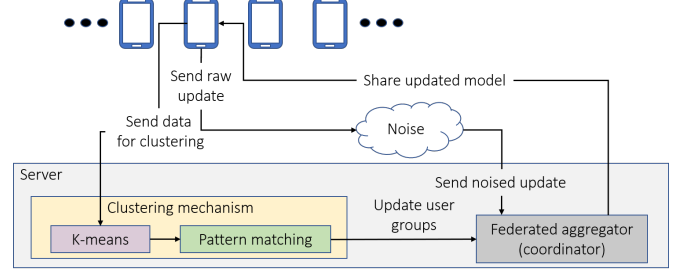 Send raw
update
Share updated model
Send data
for clustering
Noise
Server
Send noised update
Clustering mechanism
Update user
groups
K-means
Pattern matching
Federated aggregator
(coordinator)